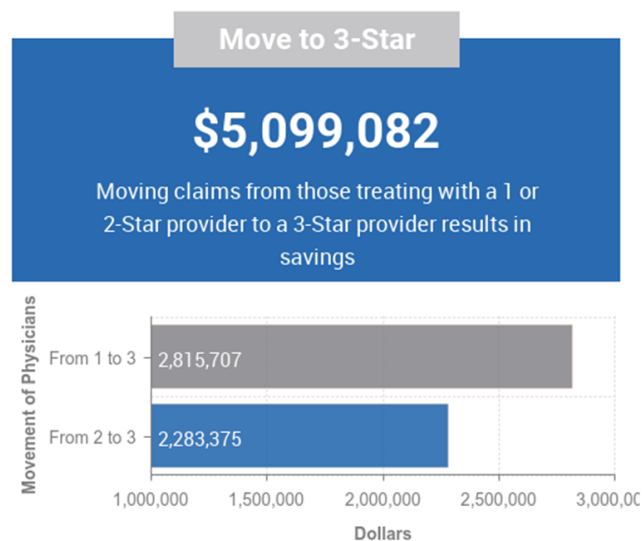 Move to 3-Star
$5,099,082
Moving claims from those treating with a 1 or
2-Star provider to a 3-Star provider results in
savings
Movement of Physicians
From 1 to 3
2,815,707
From 2 to 3
2,283,375
1,000,000 1,500,000 2,000,000 2,500,000 3,000,0
Dollars